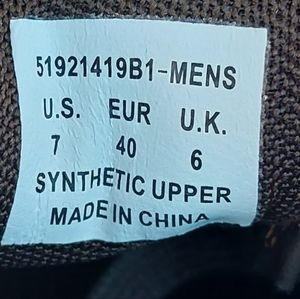 51921419B1-MENS
U.S. EUR U.K.
7 40 6
SYNTHETIC UPPER
MADE IN CHINA